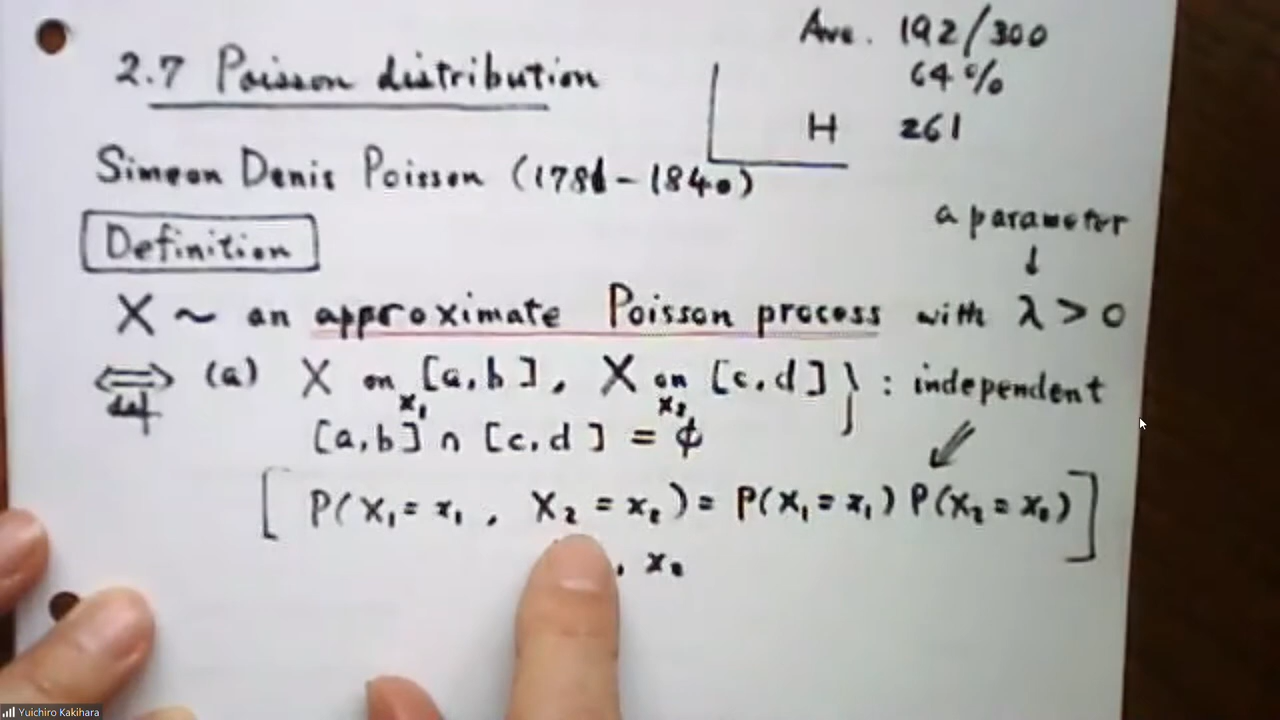 2.7 Poisson distribution
Ave. 192/300
64%
H 261
Simeon Denis Poisson (1781-1840)
Definition
a parameter
↓
X ~ an approximate Poisson process with λ > 0
⇔ (a) X on [a,b], X on [c,d] } : independent
X₁ X₂
[a,b] ∩ [c,d] = ϕ
[ P(X₁ = x₁, X₂ = x₂) = P(X₁ = x₁) P(X₂ = x₂) ]
, x₂
Yuichiro Kakihara